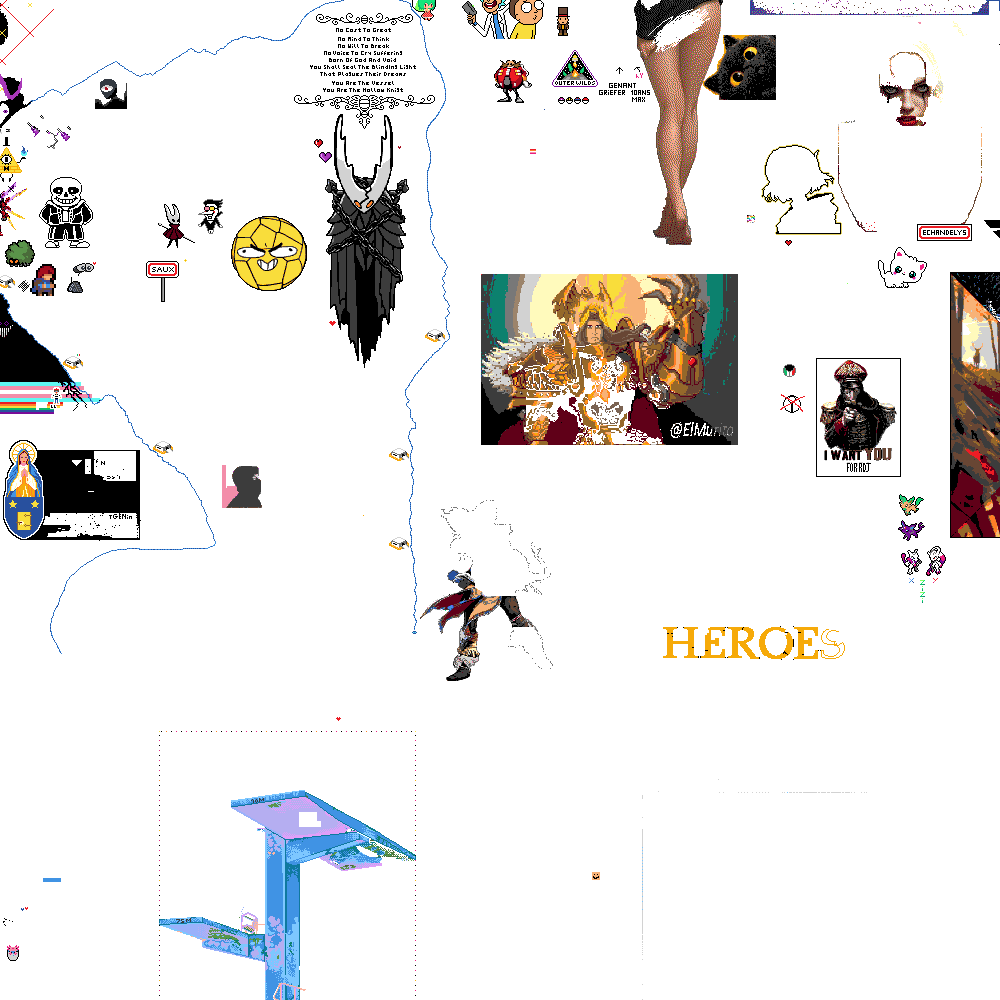 No Cost To Great
No Mind To Think
No Will To Break
No Voice To Cry Suffering
Born Of God And Void
You Shall Seal The Blinding Light
That Plagues Their Dreams
You Are The Vessel
You Are The Hollow Knigt
OUTER WILDS
GENANT
GRIEFER 10ANS
MAX
ECHANDELYS
SAUX
@ElMunto
I WANT YOU
FOR RDJ
HEROES